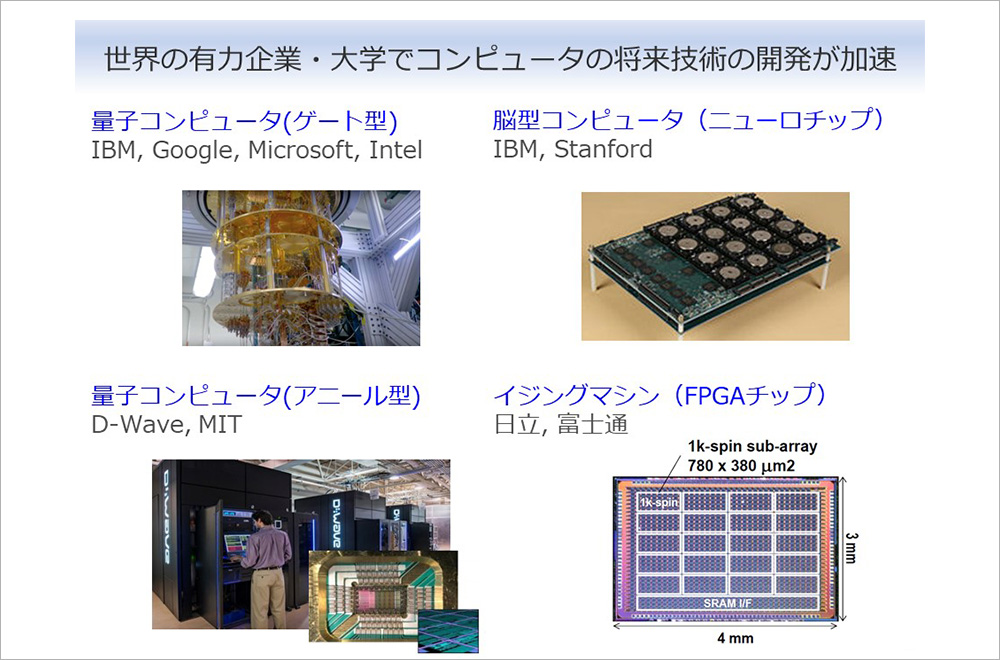 世界の有力企業・大学でコンピュータの将来技術の開発が加速
量子コンピュータ(ゲート型)
IBM, Google, Microsoft, Intel
脳型コンピュータ（ニューロチップ）
IBM, Stanford
量子コンピュータ(アニール型)
D-Wave, MIT
D:WAVE
D:WAVE
イジングマシン（FPGAチップ）
日立, 富士通
1k-spin sub-array
780 x 380 μm2
1k-spin
SRAM I/F
3 mm
4 mm